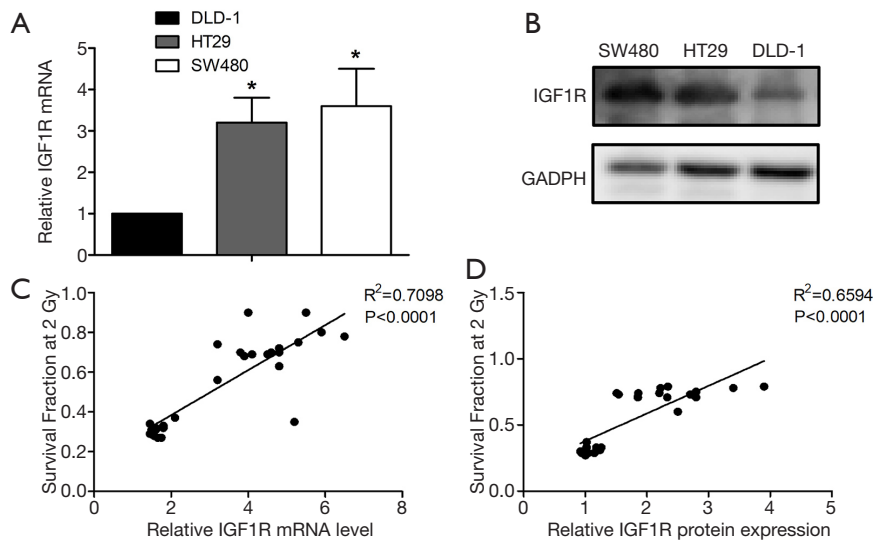 A
DLD-1
HT29
SW480
Relative IGF1R mRNA
5
4
3
2
1
0
*
*
B
SW480 HT29 DLD-1
IGF1R
GADPH
C
Survival Fraction at 2 Gy
1.0
0.8
0.6
0.4
0.2
0.0
0 2 4 6 8
Relative IGF1R mRNA level
R²=0.7098
P<0.0001
D
Survival Fraction at 2 Gy
1.5
1.0
0.5
0.0
0 1 2 3 4 5
Relative IGF1R protein expression
R²=0.6594
P<0.0001